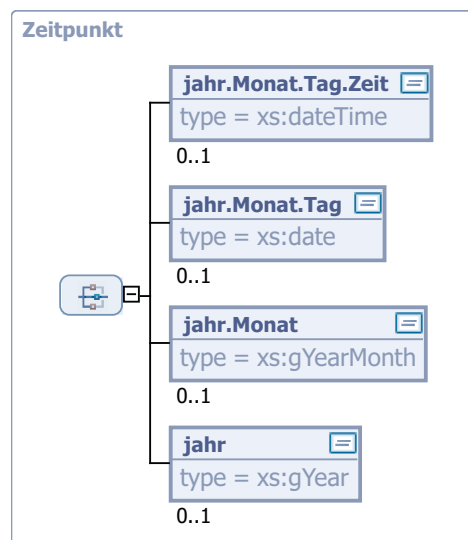 Zeitpunkt
jahr.Monat.Tag.Zeit
type = xs:dateTime
0..1
jahr.Monat.Tag
type = xs:date
0..1
jahr.Monat
type = xs:gYearMonth
0..1
jahr
type = xs:gYear
0..1